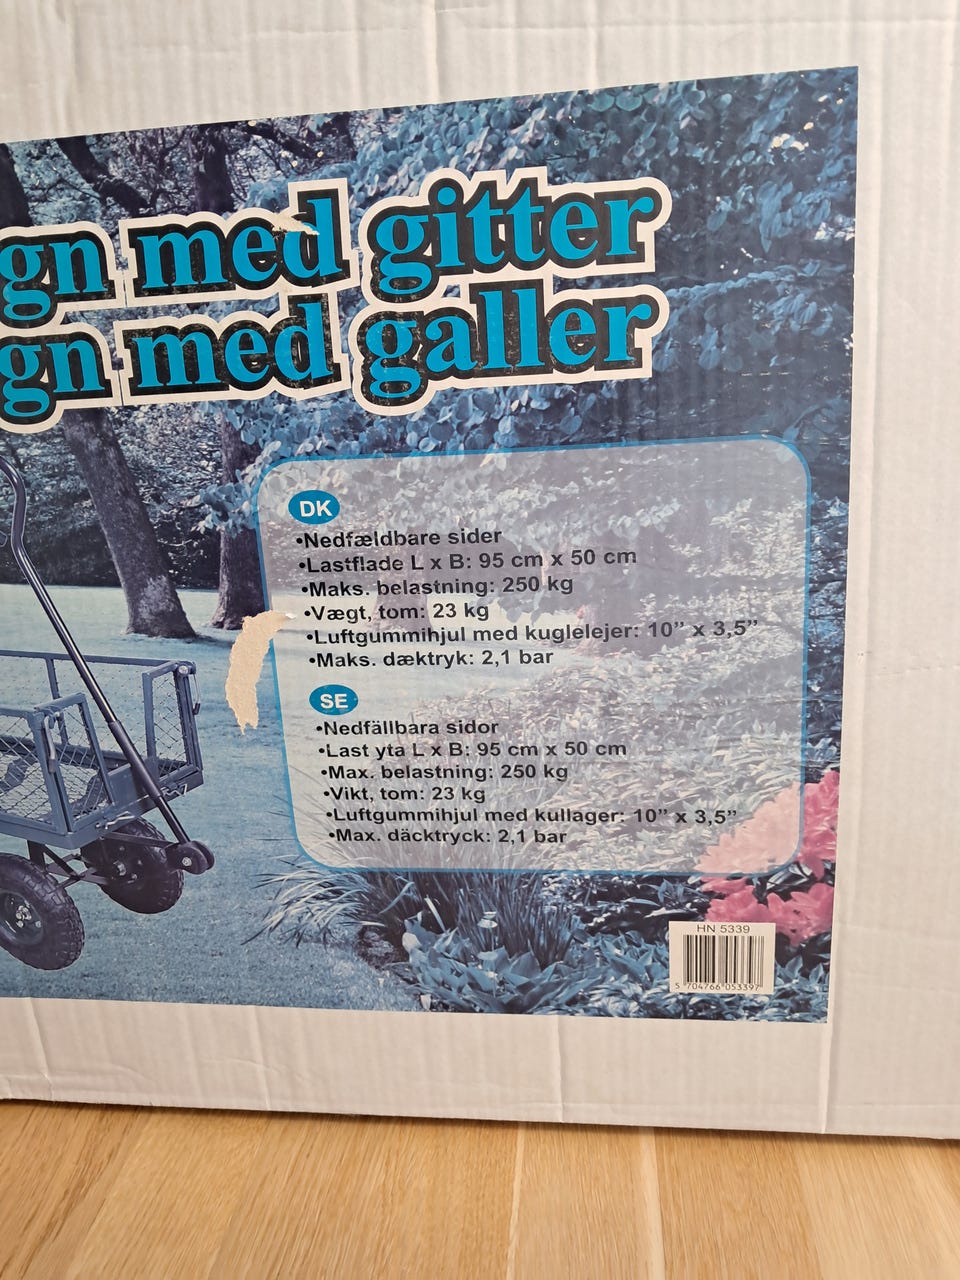 gn med gitter
gn med galler
DK
•Nedfældbare sider
•Lastflade L x B: 95 cm x 50 cm
•Maks. belastning: 250 kg
•Vægt, tom: 23 kg
•Luftgummihjul med kuglelejer: 10” x 3,5”
•Maks. dæktryk: 2,1 bar
SE
•Nedfällbara sidor
•Last yta L x B: 95 cm x 50 cm
•Max. belastning: 250 kg
•Vikt, tom: 23 kg
•Luftgummihjul med kullager: 10” x 3,5”
•Max. däcktryck: 2,1 bar
HN 5339
5 704766 053397